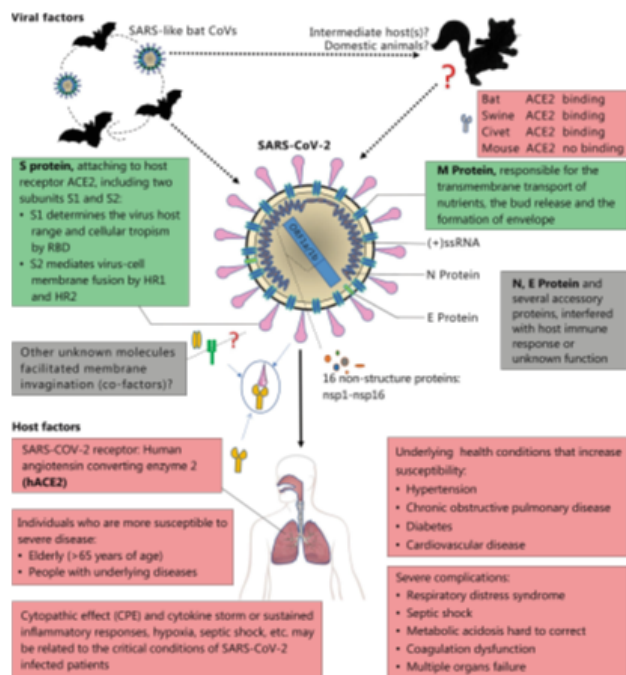 Viral factors
SARS-like bat CoVs
Intermediate host(s)?
Domestic animals?
?
Bat ACE2 binding
Swine ACE2 binding
Civet ACE2 binding
Mouse ACE2 no binding
SARS-CoV-2
S protein, attaching to host
receptor ACE2, including two
subunits S1 and S2:
• S1 determines the virus host
range and cellular tropism
by RBD
• S2 mediates virus-cell
membrane fusion by HR1
and HR2
M Protein, responsible for the
transmembrane transport of
nutrients, the bud release and the
formation of envelope
(+)ssRNA
N Protein
E Protein
N, E Protein and
several accessory
proteins, interfered
with host immune
response or
unknown function
?
Other unknown molecules
facilitated membrane
invagination (co-factors)?
16 non-structure proteins:
nsp1-nsp16
Host factors
SARS-COV-2 receptor: Human
angiotensin converting enzyme 2
(hACE2)
Individuals who are more susceptible to
severe disease:
• Elderly (>65 years of age)
• People with underlying diseases
Cytopathic effect (CPE) and cytokine storm or sustained
inflammatory responses, hypoxia, septic shock, etc. may
be related to the critical conditions of SARS-CoV-2
infected patients
Underlying health conditions that increase
susceptibility:
• Hypertension
• Chronic obstructive pulmonary disease
• Diabetes
• Cardiovascular disease
Severe complications:
• Respiratory distress syndrome
• Septic shock
• Metabolic acidosis hard to correct
• Coagulation dysfunction
• Multiple organs failure